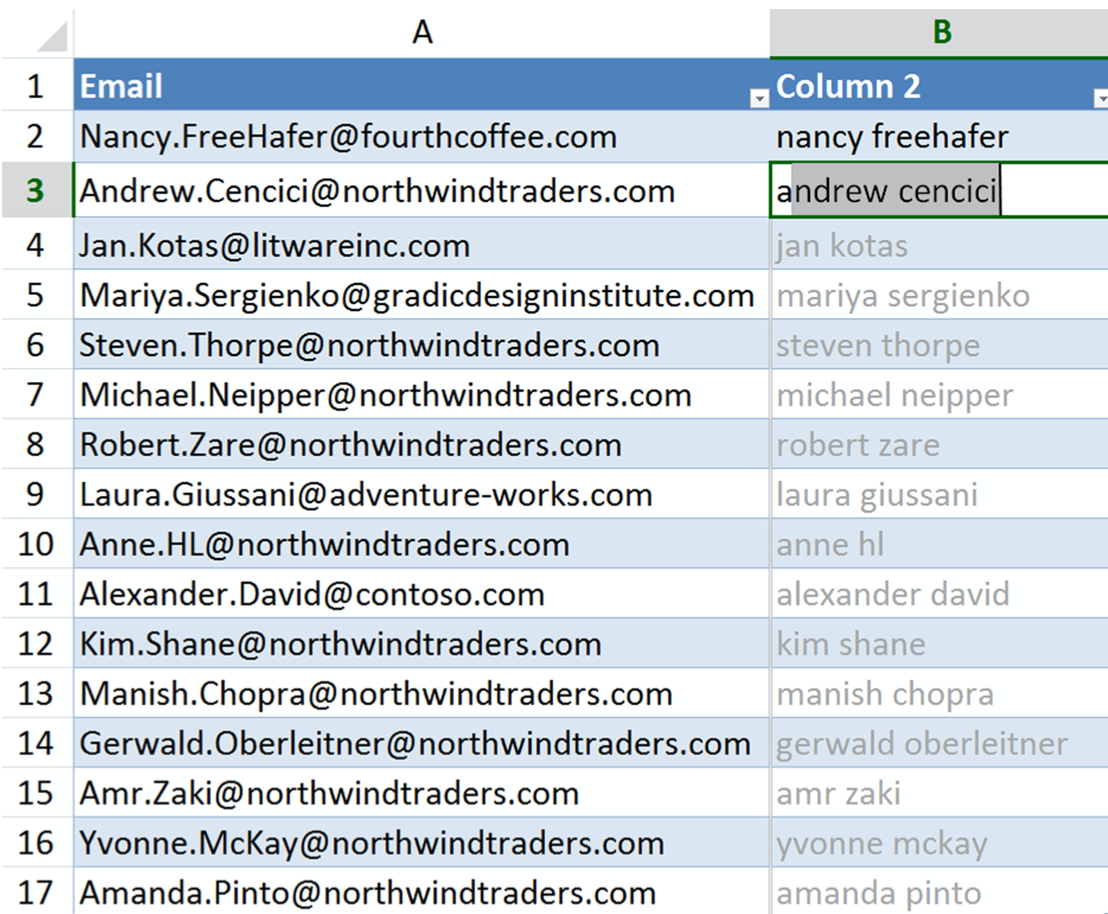 A B
1 Email Column 2
2 Nancy.FreeHafer@fourthcoffee.com nancy freehafer
3 Andrew.Cencici@northwindtraders.com andrew cencici
4 Jan.Kotas@litwareinc.com jan kotas
5 Mariya.Sergienko@gradicdesigninstitute.com mariya sergienko
6 Steven.Thorpe@northwindtraders.com steven thorpe
7 Michael.Neipper@northwindtraders.com michael neipper
8 Robert.Zare@northwindtraders.com robert zare
9 Laura.Giussani@adventure-works.com laura giussani
10 Anne.HL@northwindtraders.com anne hl
11 Alexander.David@contoso.com alexander david
12 Kim.Shane@northwindtraders.com kim shane
13 Manish.Chopra@northwindtraders.com manish chopra
14 Gerwald.Oberleitner@northwindtraders.com gerwald oberleitner
15 Amr.Zaki@northwindtraders.com amr zaki
16 Yvonne.McKay@northwindtraders.com yvonne mckay
17 Amanda.Pinto@northwindtraders.com amanda pinto